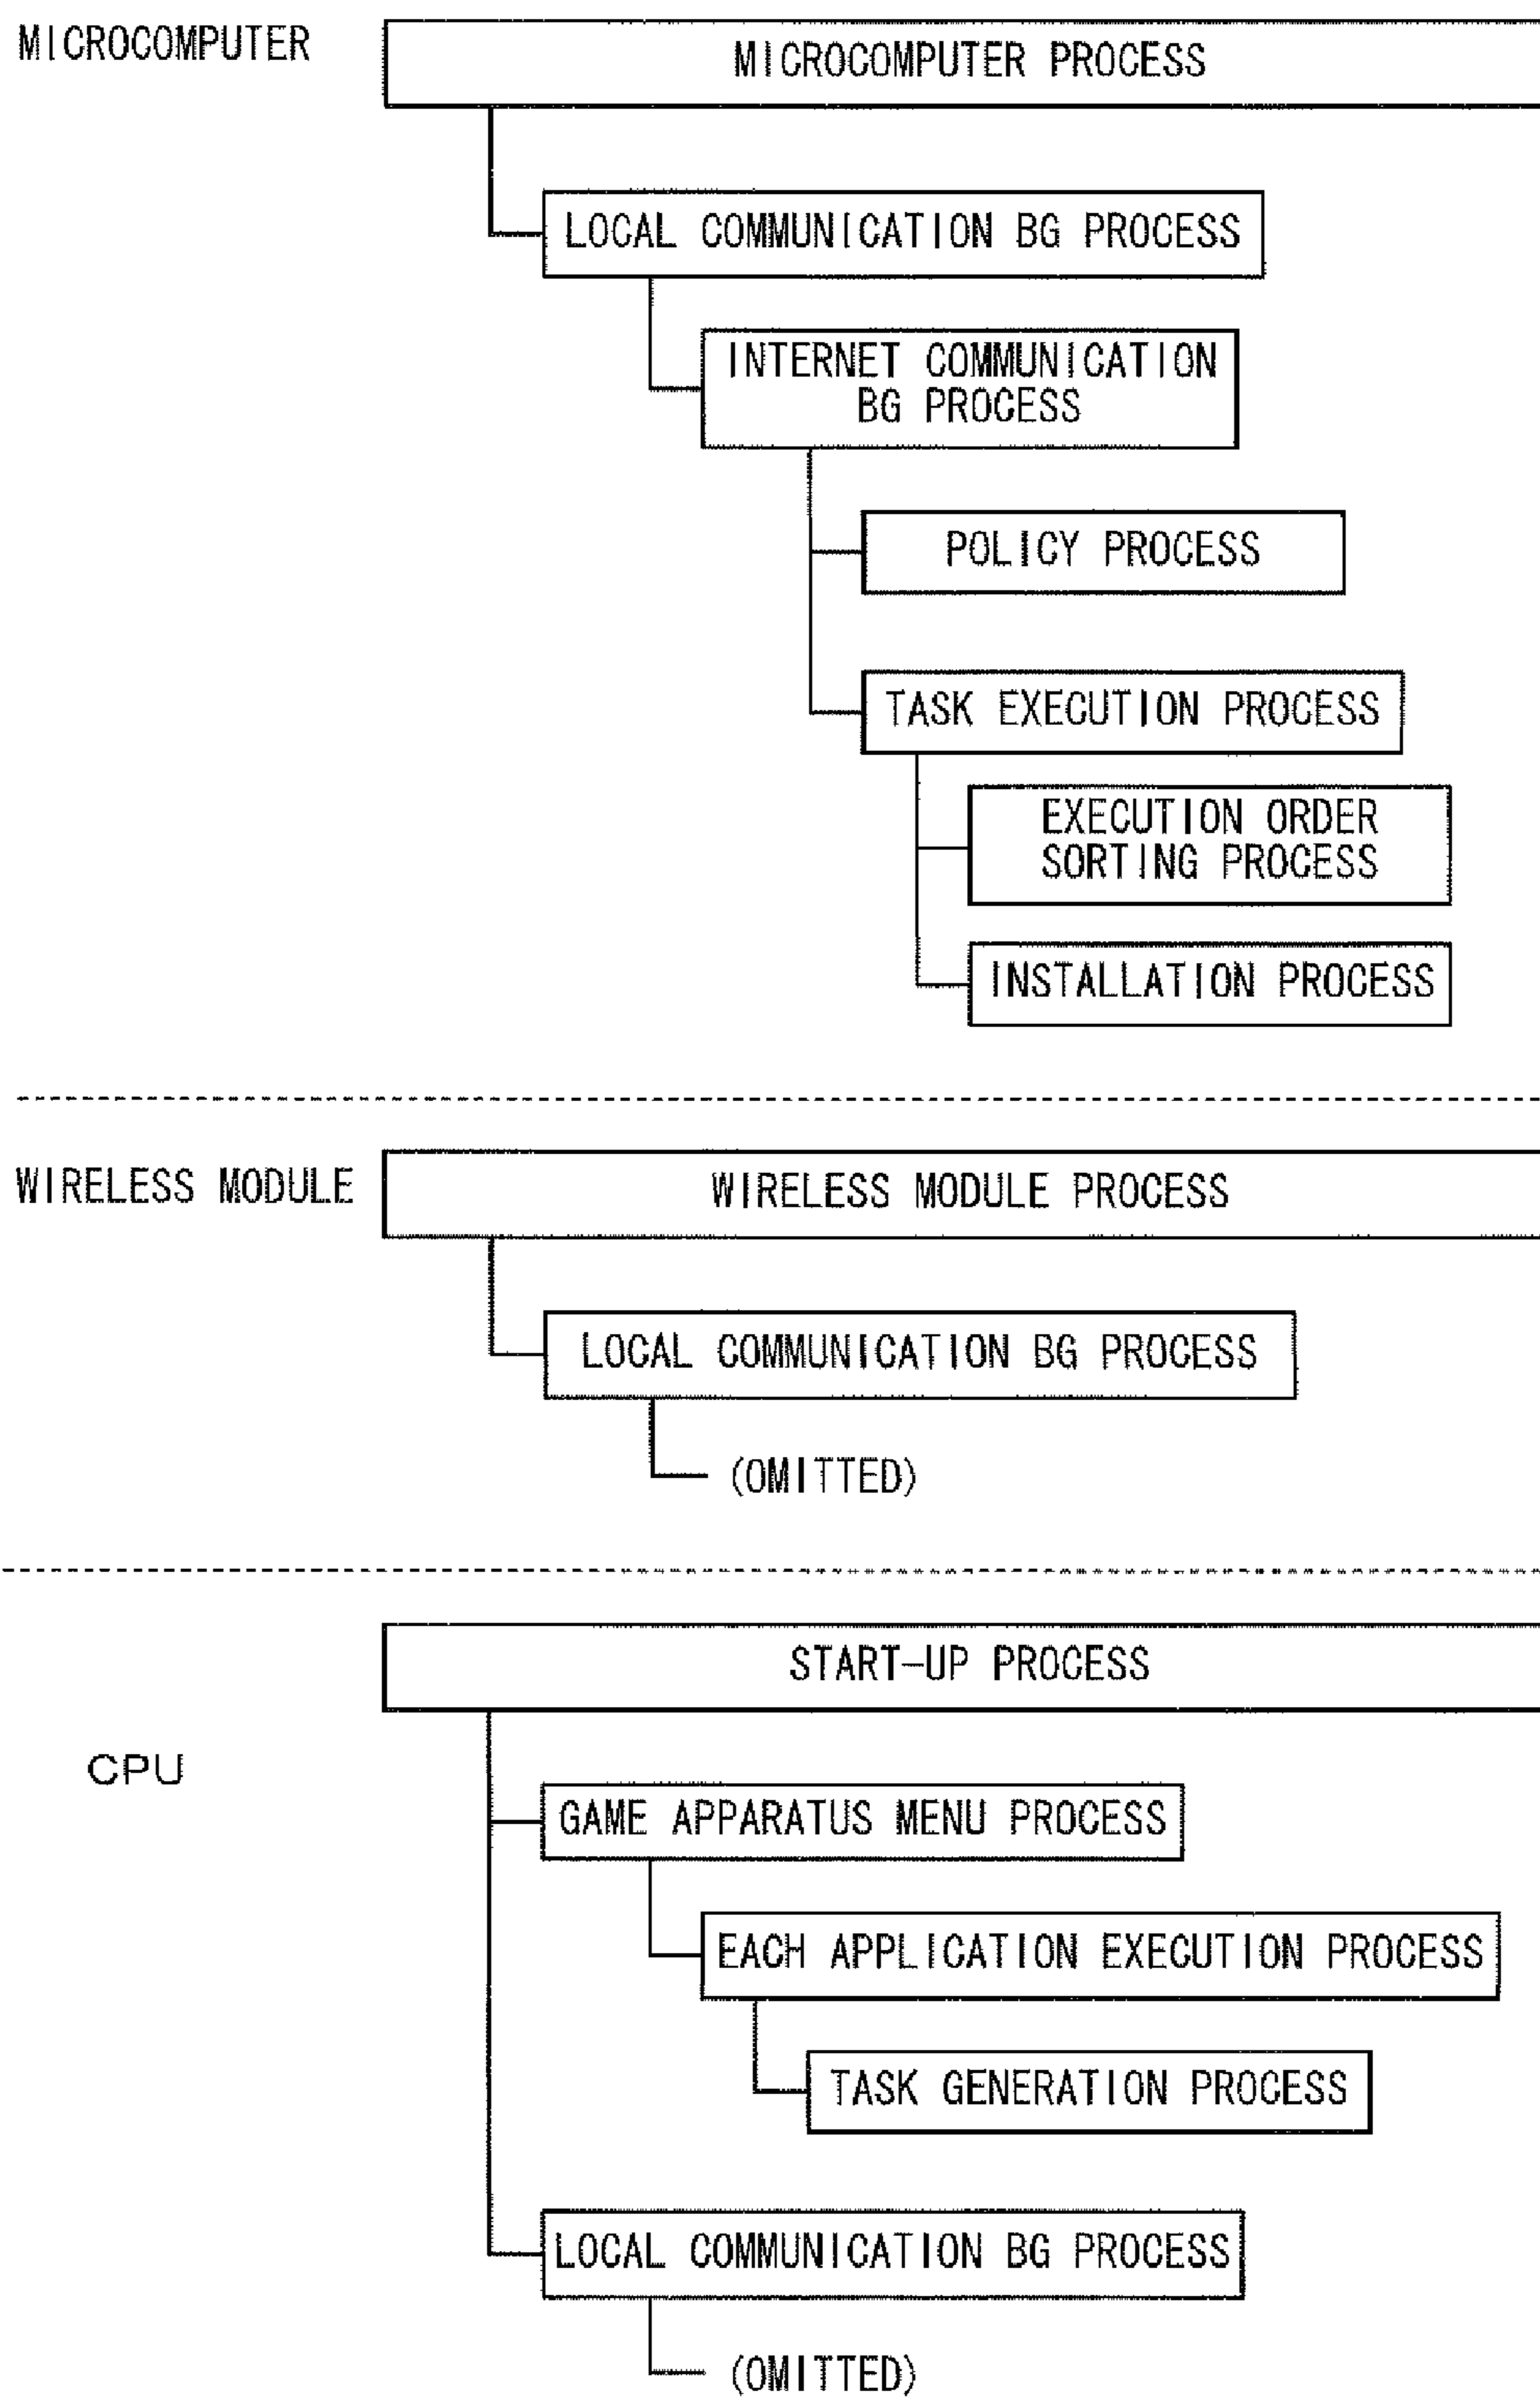 MICROCOMPUTER
MICROCOMPUTER PROCESS
LOCAL COMMUNICATION BG PROCESS
INTERNET COMMUNICATION
BG PROCESS
POLICY PROCESS
TASK EXECUTION PROCESS
EXECUTION ORDER
SORTING PROCESS
INSTALLATION PROCESS
WIRELESS MODULE
WIRELESS MODULE PROCESS
LOCAL COMMUNICATION BG PROCESS
(OMITTED)
START-UP PROCESS
CPU
GAME APPARATUS MENU PROCESS
EACH APPLICATION EXECUTION PROCESS
TASK GENERATION PROCESS
LOCAL COMMUNICATION BG PROCESS
(OMITTED)